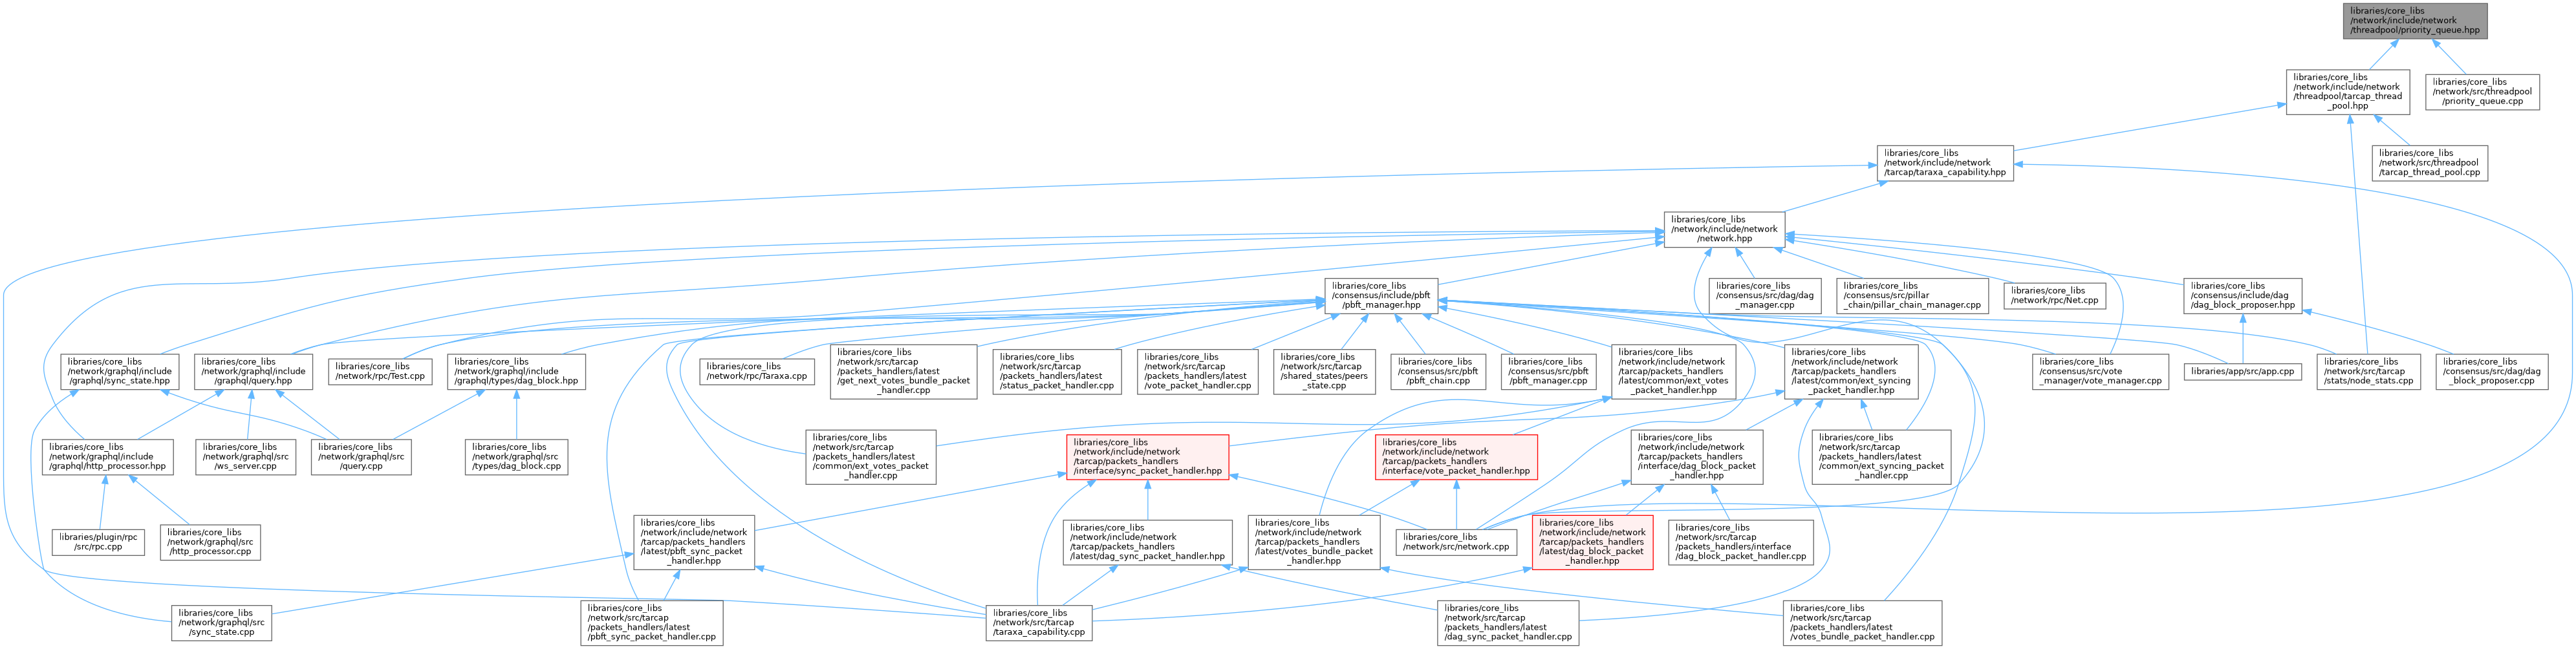 libraries/core_libs
/network/include/network
/threadpool/priority_queue.hpp
libraries/core_libs
/network/include/network
/threadpool/tarcap_thread
_pool.hpp
libraries/core_libs
/network/src/threadpool
/priority_queue.cpp
libraries/core_libs
/network/include/network
/tarcap/taraxa_capability.hpp
libraries/core_libs
/network/src/threadpool
/tarcap_thread_pool.cpp
libraries/core_libs
/network/include/network
/network.hpp
libraries/core_libs
/consensus/include/pbft
/pbft_manager.hpp
libraries/core_libs
/consensus/src/dag/dag
_manager.cpp
libraries/core_libs
/consensus/src/pillar
_chain/pillar_chain_manager.cpp
libraries/core_libs
/network/rpc/Net.cpp
libraries/core_libs
/consensus/include/dag
/dag_block_proposer.hpp
libraries/core_libs
/network/graphql/include
/graphql/sync_state.hpp
libraries/core_libs
/network/graphql/include
/graphql/query.hpp
libraries/core_libs
/network/rpc/Test.cpp
libraries/core_libs
/network/graphql/include
/graphql/types/dag_block.hpp
libraries/core_libs
/network/rpc/Taraxa.cpp
libraries/core_libs
/network/src/tarcap
/packets_handlers/latest
/get_next_votes_bundle_packet
_handler.cpp
libraries/core_libs
/network/src/tarcap
/packets_handlers/latest
/status_packet_handler.cpp
libraries/core_libs
/network/src/tarcap
/packets_handlers/latest
/vote_packet_handler.cpp
libraries/core_libs
/network/src/tarcap
/shared_states/peers
_state.cpp
libraries/core_libs
/consensus/src/pbft
/pbft_chain.cpp
libraries/core_libs
/consensus/src/pbft
/pbft_manager.cpp
libraries/core_libs
/network/include/network
/tarcap/packets_handlers
/latest/common/ext_votes
_packet_handler.hpp
libraries/core_libs
/network/include/network
/tarcap/packets_handlers
/latest/common/ext_syncing
_packet_handler.hpp
libraries/core_libs
/consensus/src/vote
_manager/vote_manager.cpp
libraries/app/src/app.cpp
libraries/core_libs
/network/src/tarcap
/stats/node_stats.cpp
libraries/core_libs
/consensus/src/dag/dag
_block_proposer.cpp
libraries/core_libs
/network/graphql/include
/graphql/http_processor.hpp
libraries/core_libs
/network/graphql/src
/ws_server.cpp
libraries/core_libs
/network/graphql/src
/query.cpp
libraries/core_libs
/network/graphql/src
/types/dag_block.cpp
libraries/core_libs
/network/src/tarcap
/packets_handlers/latest
/common/ext_votes_packet
_handler.cpp
libraries/core_libs
/network/include/network
/tarcap/packets_handlers
/interface/sync_packet_handler.hpp
libraries/core_libs
/network/include/network
/tarcap/packets_handlers
/interface/vote_packet_handler.hpp
libraries/core_libs
/network/include/network
/tarcap/packets_handlers
/interface/dag_block_packet
_handler.hpp
libraries/core_libs
/network/src/tarcap
/packets_handlers/latest
/common/ext_syncing_packet
_handler.cpp
libraries/plugin/rpc
/src/rpc.cpp
libraries/core_libs
/network/graphql/src
/http_processor.cpp
libraries/core_libs
/network/include/network
/tarcap/packets_handlers
/latest/pbft_sync_packet
_handler.hpp
libraries/core_libs
/network/include/network
/tarcap/packets_handlers
/latest/dag_sync_packet_handler.hpp
libraries/core_libs
/network/include/network
/tarcap/packets_handlers
/latest/votes_bundle_packet
_handler.hpp
libraries/core_libs
/network/src/network.cpp
libraries/core_libs
/network/include/network
/tarcap/packets_handlers
/latest/dag_block_packet
_handler.hpp
libraries/core_libs
/network/src/tarcap
/packets_handlers/interface
/dag_block_packet_handler.cpp
libraries/core_libs
/network/graphql/src
/sync_state.cpp
libraries/core_libs
/network/src/tarcap
/packets_handlers/latest
/pbft_sync_packet_handler.cpp
libraries/core_libs
/network/src/tarcap
/taraxa_capability.cpp
libraries/core_libs
/network/src/tarcap
/packets_handlers/latest
/dag_sync_packet_handler.cpp
libraries/core_libs
/network/src/tarcap
/packets_handlers/latest
/votes_bundle_packet_handler.cpp